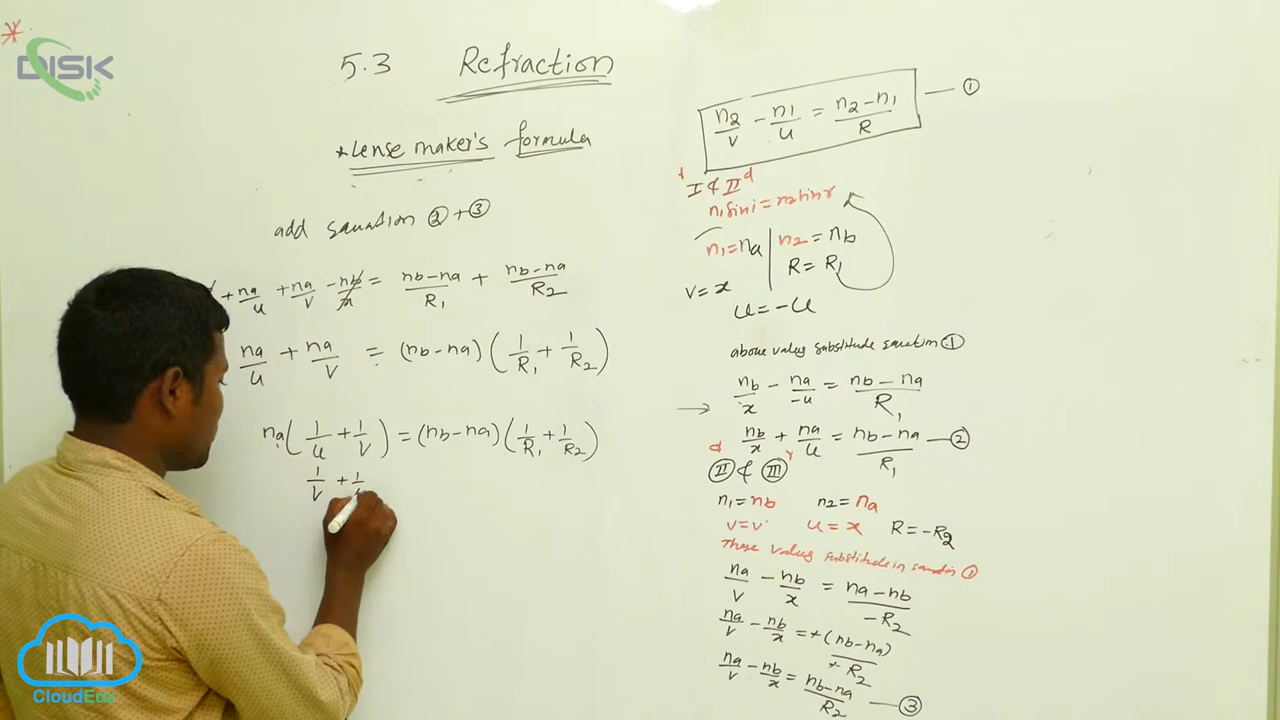 DISK
5.3 Refraction
*Lense maker's formula
add equation ② + ③
+ na/u + na/v - nb/x = nb-na/R1 + nb-na/R2
na/u + na/v = (nb-na) (1/R1 + 1/R2)
na (1/u + 1/v) = (nb-na) (1/R1 + 1/R2)
1/v + 1/
CloudEdz
n2/v - n1/u = n2-n1/R — ①
I & II
n1 sin i = n2 sin r
n1 = na | n2 = nb
R = R1
v = x
u = -u
above values substitude equation ①
nb/x - na/-u = nb-na/R1
nb/x + na/u = nb-na/R1 — ②
II & III
n1 = nb n2 = na
v = v u = x R = -R2
These values substitude in equation ①
na/v - nb/x = na-nb/-R2
na/v - nb/x = +(nb-na)/+R2
na/v - nb/x = nb-na/R2 — ③